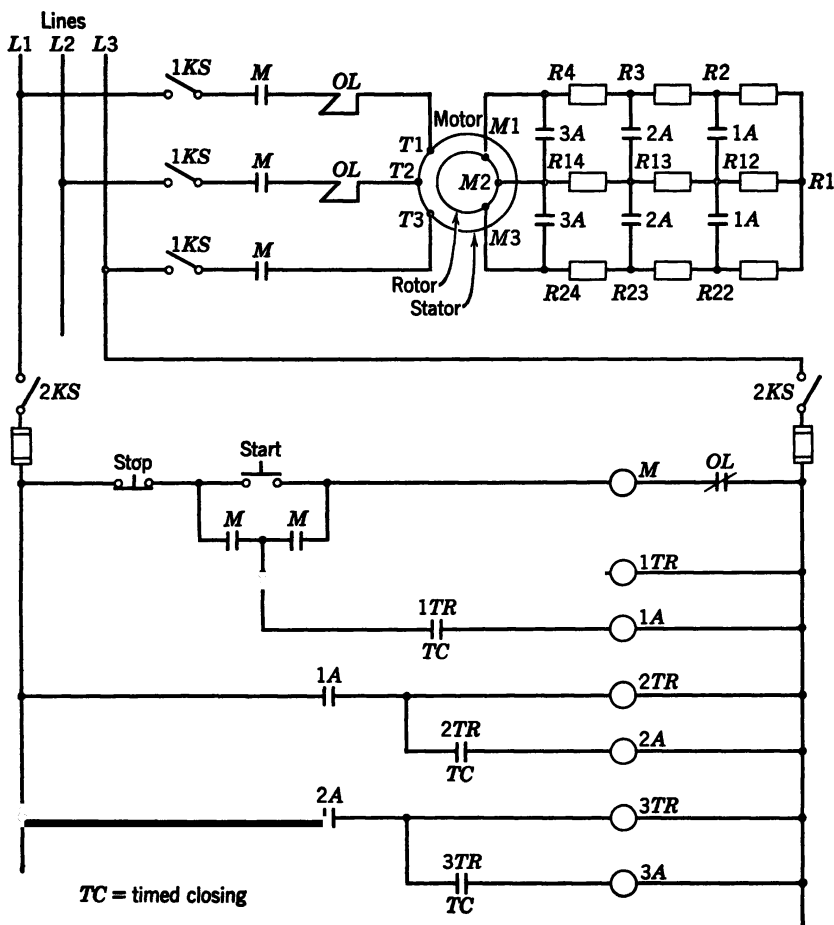 Lines
L1 L2 L3
1KS M OL
R4 R3 R2
Motor M1
3A 2A 1A
T1
1KS M OL
T2 M2
R14 R13 R12
R1
T3
3A 2A 1A
1KS M
M3
Rotor
Stator
R24 R23 R22
2KS
2KS
Stop Start
M OL
M M
1TR
1TR
TC
1A
1A
2TR
2TR
TC
2A
2A
3TR
3TR
TC
3A
TC = timed closing